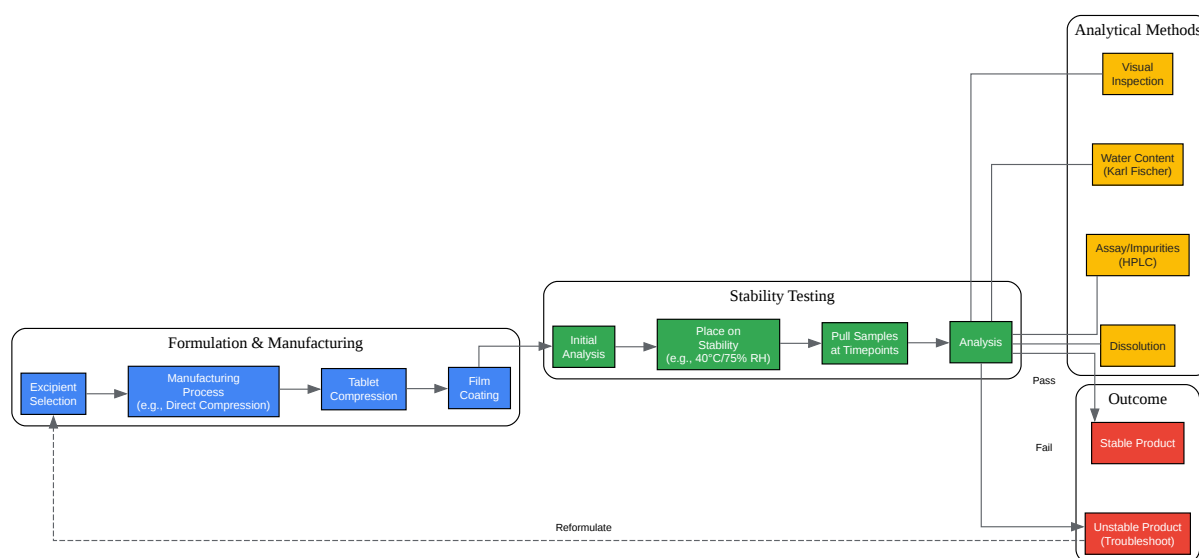 Analytical Methods
Visual
Inspection
Water Content
(Karl Fischer)
Assay/Impurities
(HPLC)
Dissolution
Stability Testing
Initial
Analysis
Place on
Stability
(e.g., 40°C/75% RH)
Pull Samples
at Timepoints
Analysis
Formulation & Manufacturing
Excipient
Selection
Manufacturing
Process
(e.g., Direct Compression)
Tablet
Compression
Film
Coating
Pass
Fail
Outcome
Stable Product
Unstable Product
(Troubleshoot)
Reformulate